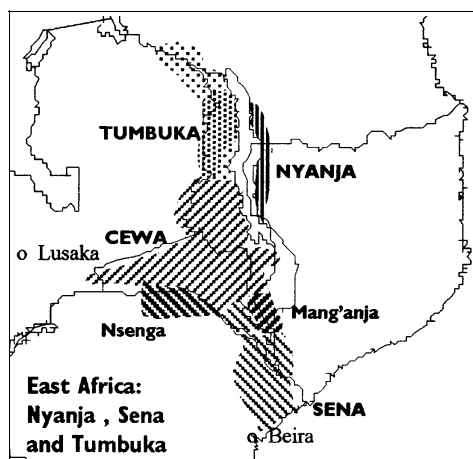 TUMBUKA
NYANJA
CEWA
o Lusaka
Nsenga
Mang'anja
East Africa:
Nyanja , Sena
and Tumbuka
SENA
o Beira